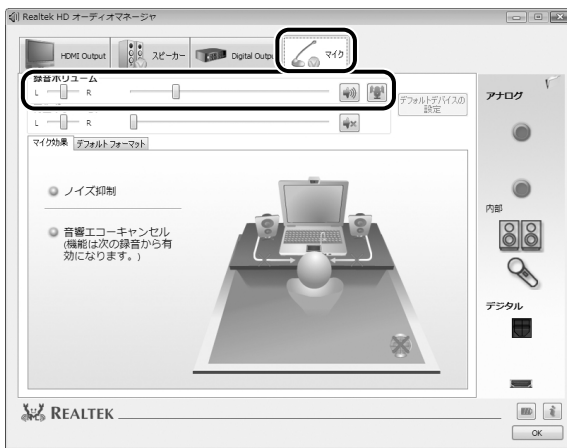 Realtek HD オーディオマネージャ
HDMI Output
スピーカー
Digital Output
マイク
録音ボリューム
L
R
デフォルトデバイスの
設定
L
R
マイク効果
デフォルトフォーマット
ノイズ抑制
音響エコーキャンセル
(機能は次の録音から有
効になります。)
アナログ
内部
デジタル
REALTEK
OK